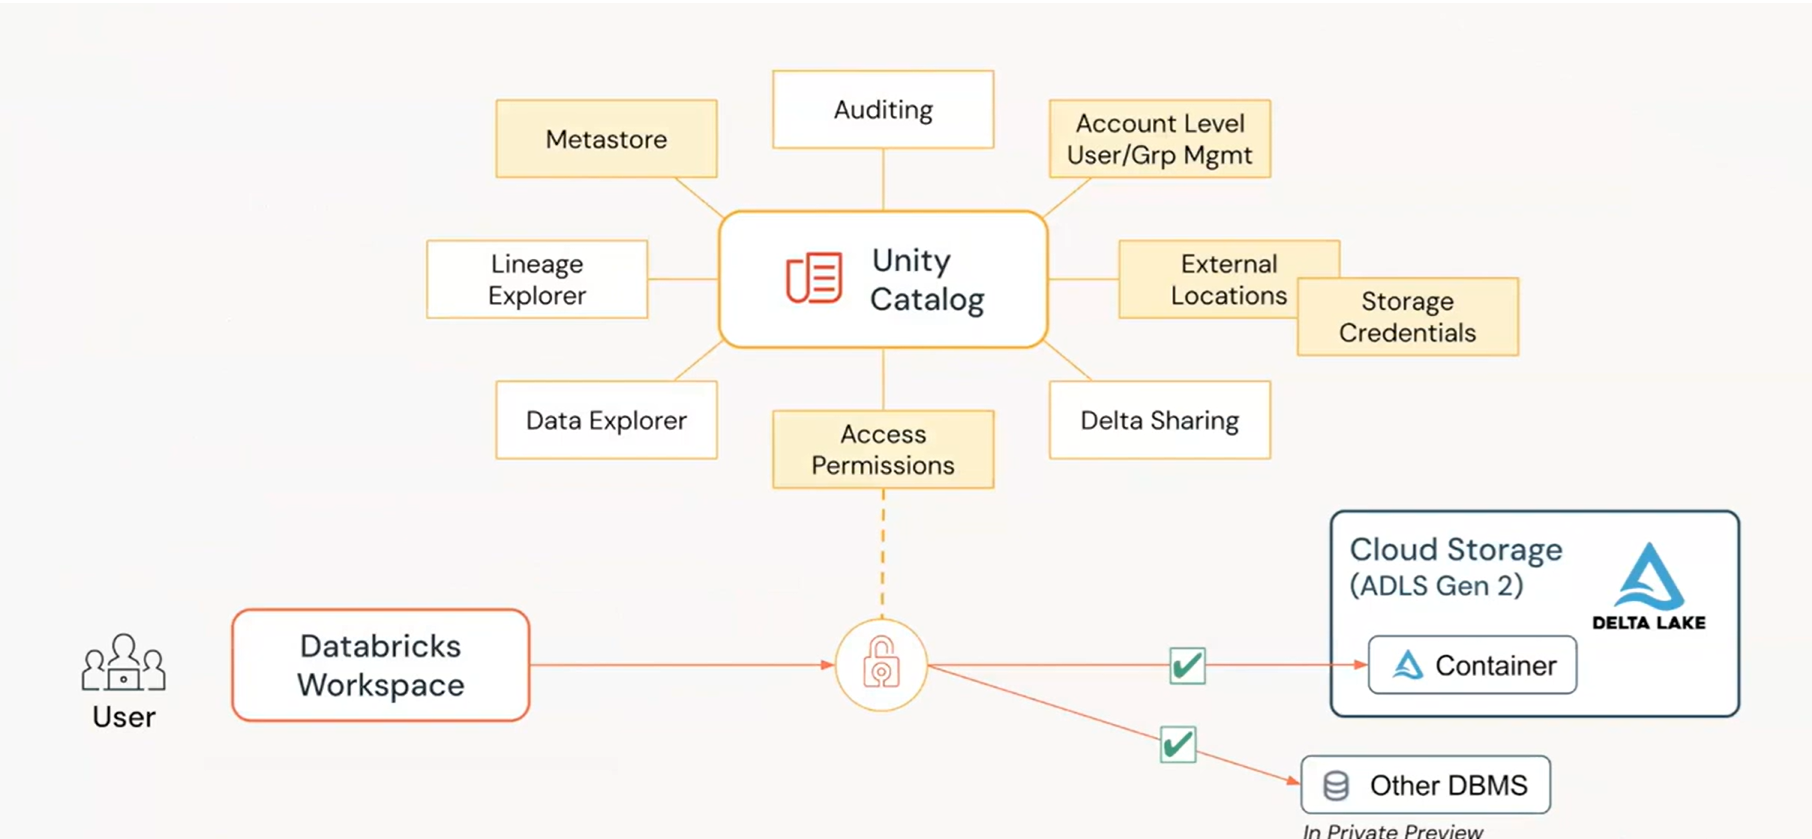 Auditing
Metastore
Account Level
User/Grp Mgmt
Unity
Catalog
Lineage
Explorer
External
Locations
Storage
Credentials
Data Explorer
Access
Permissions
Delta Sharing
Cloud Storage
(ADLS Gen 2)
DELTA LAKE
Databricks
Workspace
User
Container
Other DBMS
In Private Preview